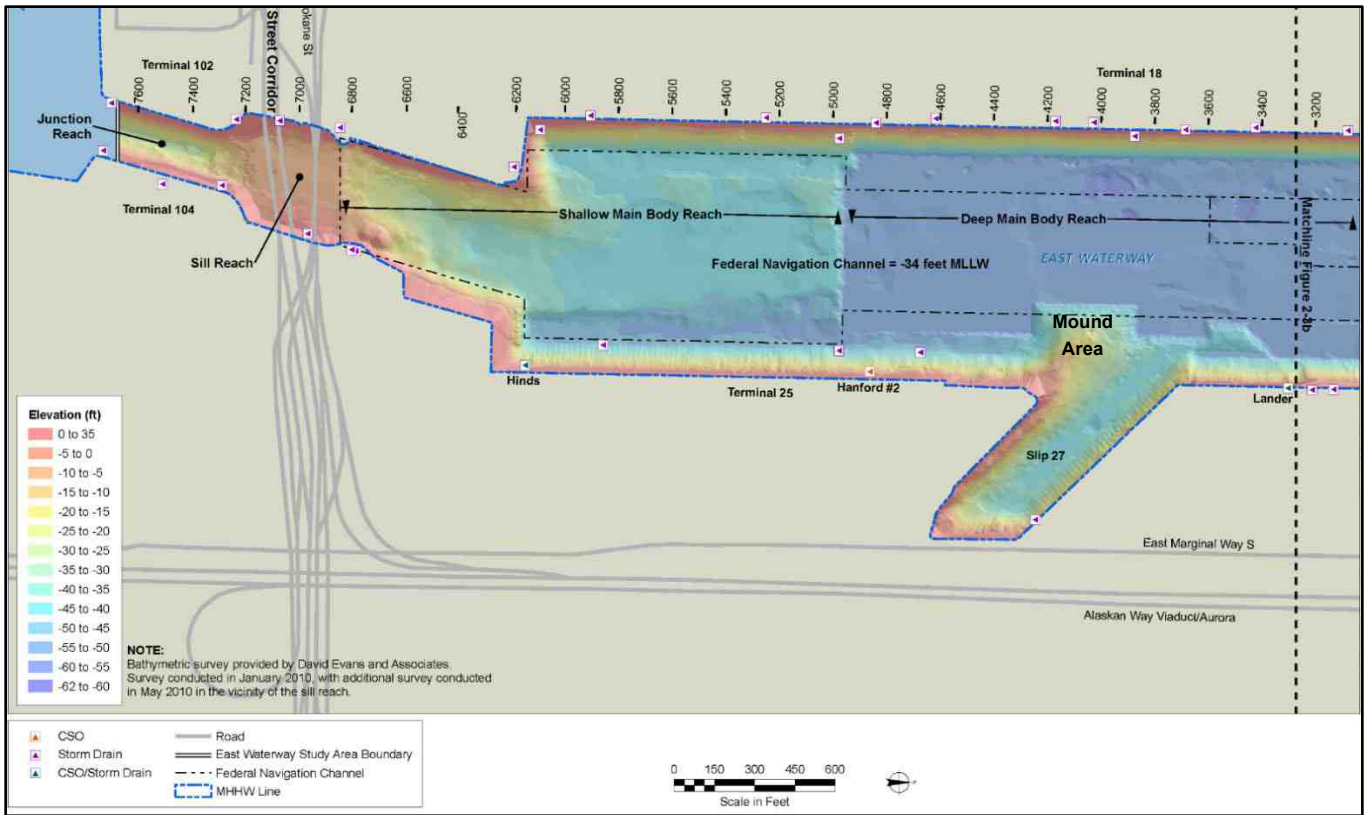 Terminal 102
Street Corridor
okane St
Terminal 18
7600
7400
7200
7000
6800
6600
6400
6200
6000
5800
5600
5400
5200
5000
4800
4600
4400
4200
4000
3800
3600
3400
3200
Junction
Reach
Terminal 104
Sill Reach
Shallow Main Body Reach
Deep Main Body Reach
Federal Navigation Channel = -34 feet MLLW
EAST WATERWAY
Matchline Figure 2-3b
Mound
Area
Hinds
Terminal 25
Hanford #2
Lander
Slip 27
East Marginal Way S
Alaskan Way Viaduct/Aurora
Elevation (ft)
0 to 35
-5 to 0
-10 to -5
-15 to -10
-20 to -15
-25 to -20
-30 to -25
-35 to -30
-40 to -35
-45 to -40
-50 to -45
-55 to -50
-60 to -55
-62 to -60
NOTE:
Bathymetric survey provided by David Evans and Associates.
Survey conducted in January 2010, with additional survey conducted
in May 2010 in the vicinity of the sill reach.
CSO
Storm Drain
CSO/Storm Drain
Road
East Waterway Study Area Boundary
Federal Navigation Channel
MHHW Line
0 150 300 450 600
Scale in Feet